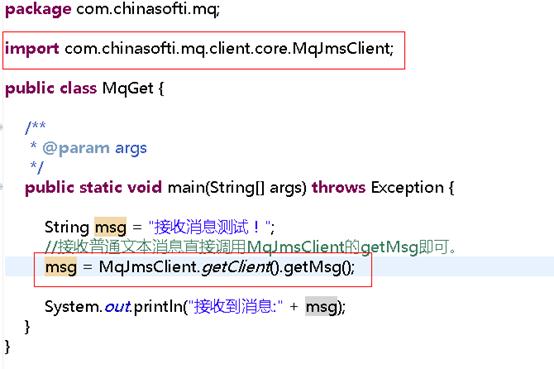 package com.chinasofti.mq;
import com.chinasofti.mq.client.core.MqJmsClient;
public class MqGet {
/**
* @param args
*/
public static void main(String[] args) throws Exception {
String msg = "接收消息测试！";
//接收普通文本消息直接调用MqJmsClient的getMsg即可。
msg = MqJmsClient.getClient().getMsg();
System.out.println("接收到消息:" + msg);
}
}